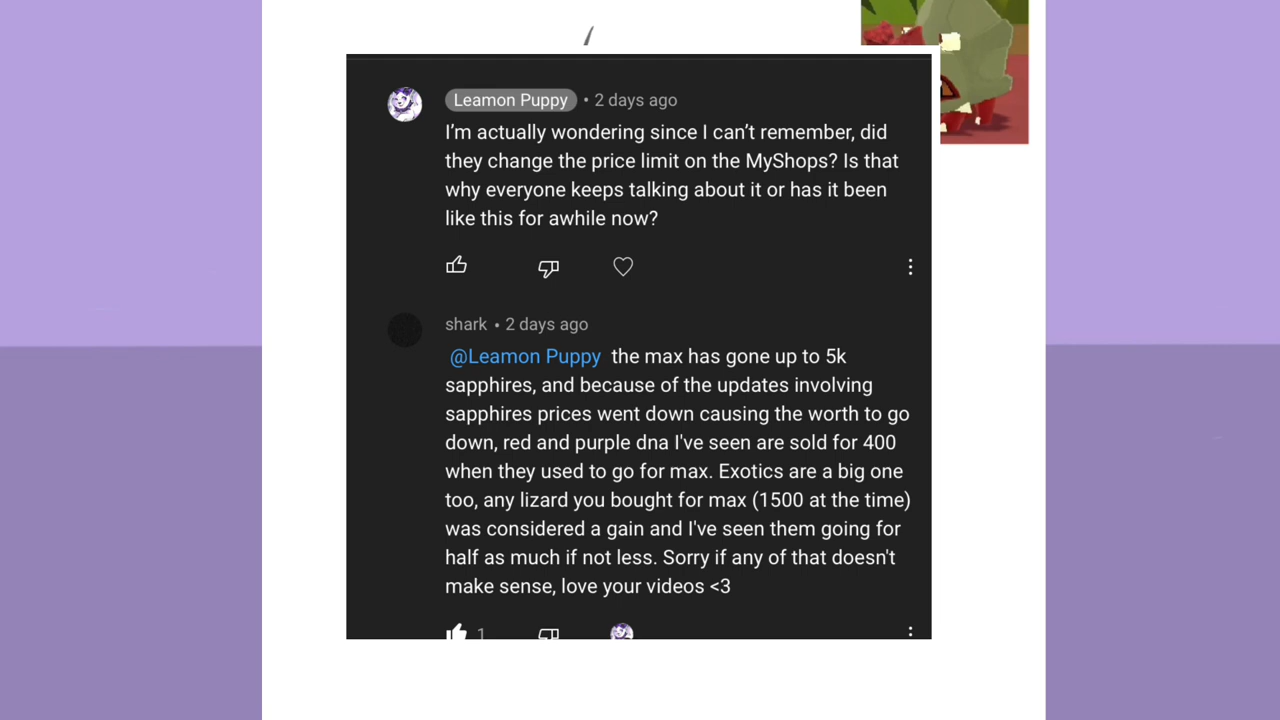 Leamon Puppy • 2 days ago
I'm actually wondering since I can't remember, did
they change the price limit on the MyShops? Is that
why everyone keeps talking about it or has it been
like this for awhile now?
shark • 2 days ago
@Leamon Puppy the max has gone up to 5k
sapphires, and because of the updates involving
sapphires prices went down causing the worth to go
down, red and purple dna I've seen are sold for 400
when they used to go for max. Exotics are a big one
too, any lizard you bought for max (1500 at the time)
was considered a gain and I've seen them going for
half as much if not less. Sorry if any of that doesn't
make sense, love your videos <3
1